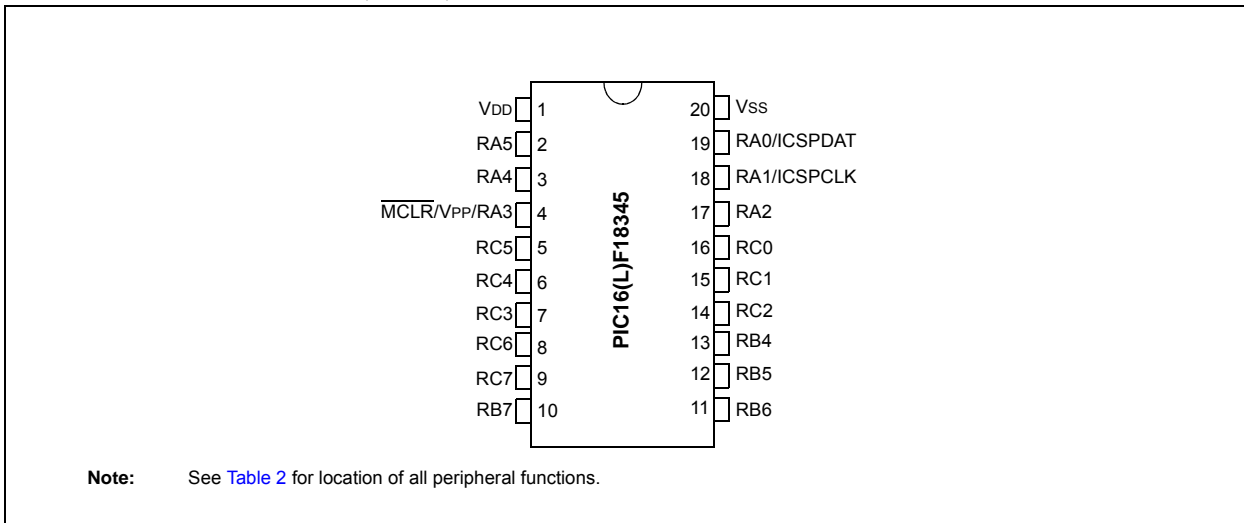 VDD 1 20 VSS
RA5 2 19 RA0/ICSPDAT
RA4 3 18 RA1/ICSPCLK
MCLR/VPP/RA3 4 17 RA2
RC5 5 16 RC0
RC4 6 15 RC1
RC3 7 14 RC2
RC6 8 13 RB4
RC7 9 12 RB5
RB7 10 11 RB6
PIC16(L)F18345
Note: See Table 2 for location of all peripheral functions.